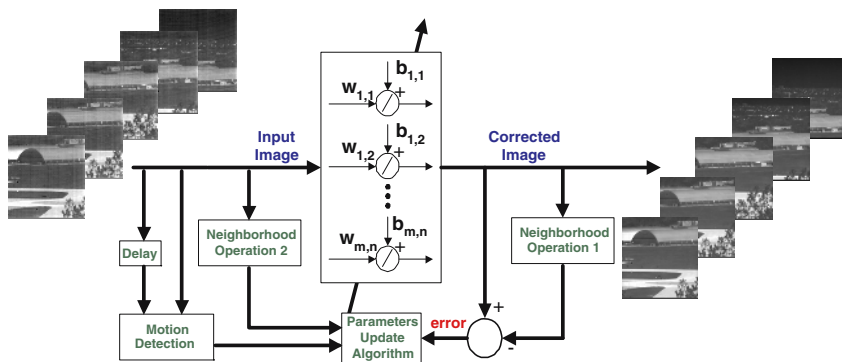 b1,1
w1,1
+
Input
Image
b1,2
w1,2
+
Corrected
Image
bm,n
wm,n
+
Delay
Neighborhood
Operation 2
Neighborhood
Operation 1
Motion
Detection
Parameters
Update
Algorithm
error
+
-